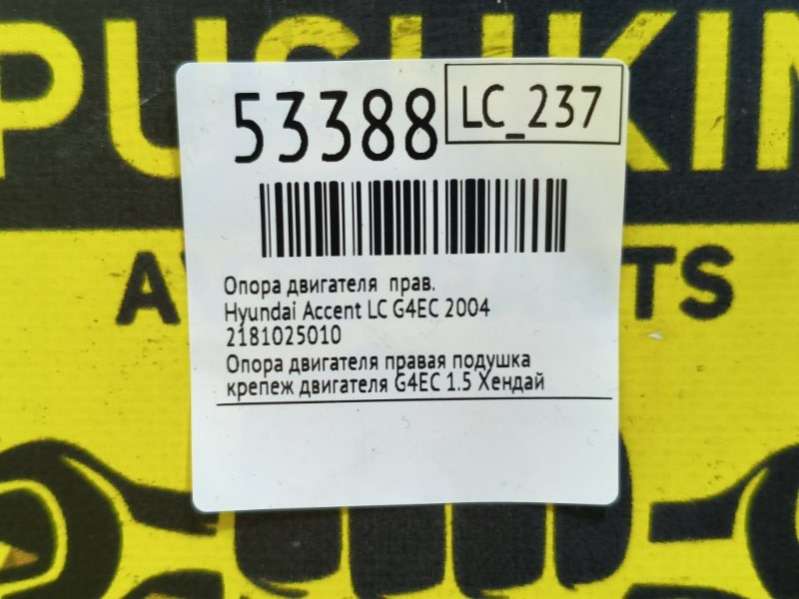 PUSHKIN
53388
LC_237
TS
Опора двигателя прав.
Hyundai Accent LC G4EC 2004
2181025010
Опора двигателя правая подушка
крепеж двигателя G4EC 1.5 Хендай